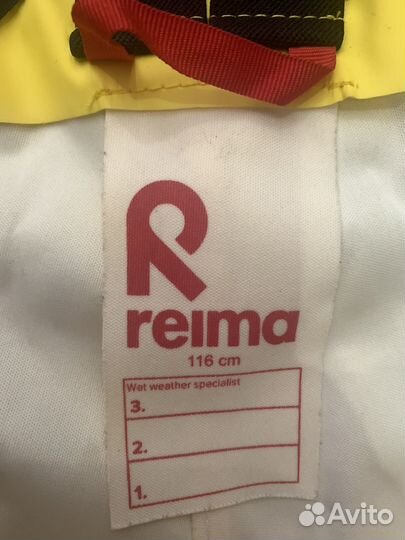 reima
116 cm
Wet weather specialist
3.
2.
1.
Avito